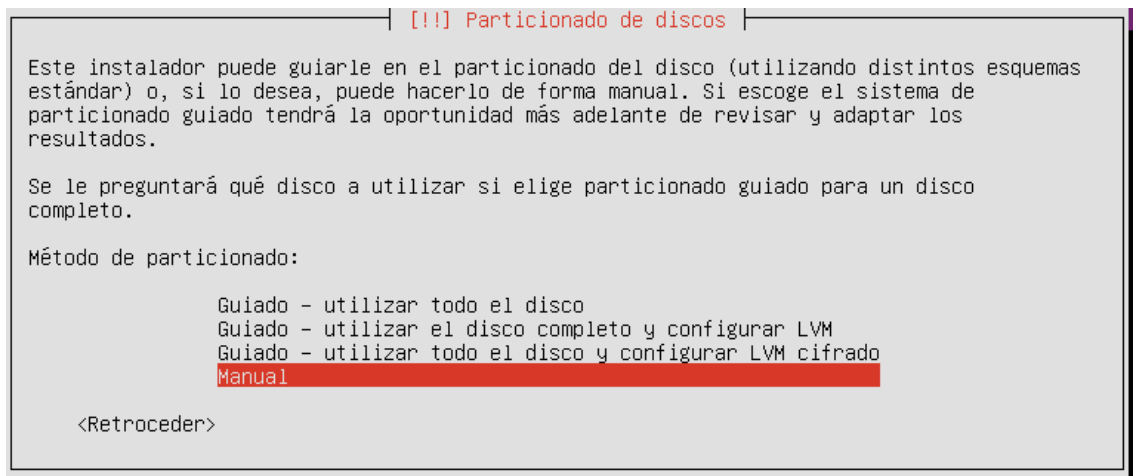 [!!] Particionado de discos
Este instalador puede guiarle en el particionado del disco (utilizando distintos esquemas
estándar) o, si lo desea, puede hacerlo de forma manual. Si escoge el sistema de
particionado guiado tendrá la oportunidad más adelante de revisar y adaptar los
resultados.
Se le preguntará qué disco a utilizar si elige particionado guiado para un disco
completo.
Método de particionado:
Guiado - utilizar todo el disco
Guiado - utilizar el disco completo y configurar LVM
Guiado - utilizar todo el disco y configurar LVM cifrado
Manual
<Retroceder>